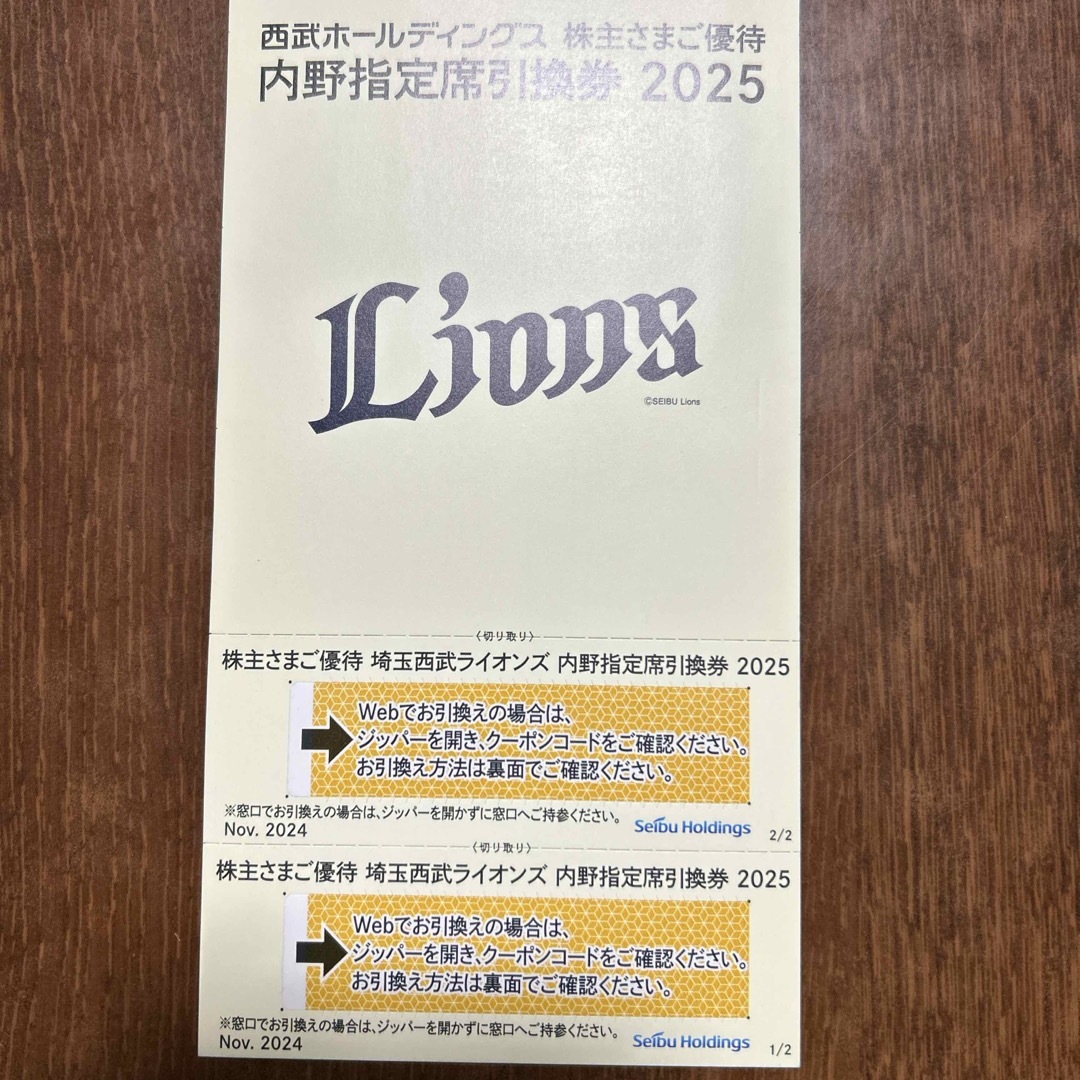 西武ホールディングス 株主さまご優待
内野指定席引換券 2025
Lions
©SEIBU Lions
〈切り取り〉
株主さまご優待 埼玉西武ライオンズ 内野指定席引換券 2025
Webでお引換えの場合は、
ジッパーを開き、クーポンコードをご確認ください。
お引換え方法は裏面でご確認ください。
※窓口でお引換えの場合は、ジッパーを開かずに窓口へご持参ください。
Nov. 2024
Seibu Holdings
2/2
〈切り取り〉
株主さまご優待 埼玉西武ライオンズ 内野指定席引換券 2025
Webでお引換えの場合は、
ジッパーを開き、クーポンコードをご確認ください。
お引換え方法は裏面でご確認ください。
※窓口でお引換えの場合は、ジッパーを開かずに窓口へご持参ください。
Nov. 2024
Seibu Holdings
1/2